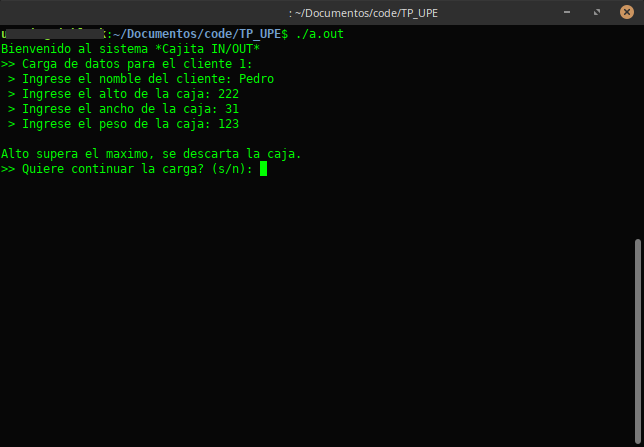 : ~/Documentos/code/TP_UPE
:~/Documentos/code/TP_UPE$ ./a.out
Bienvenido al sistema *Cajita IN/OUT*
>> Carga de datos para el cliente 1:
> Ingrese el nombre del cliente: Pedro
> Ingrese el alto de la caja: 222
> Ingrese el ancho de la caja: 31
> Ingrese el peso de la caja: 123
Alto supera el maximo, se descarta la caja.
>> Quiere continuar la carga? (s/n):